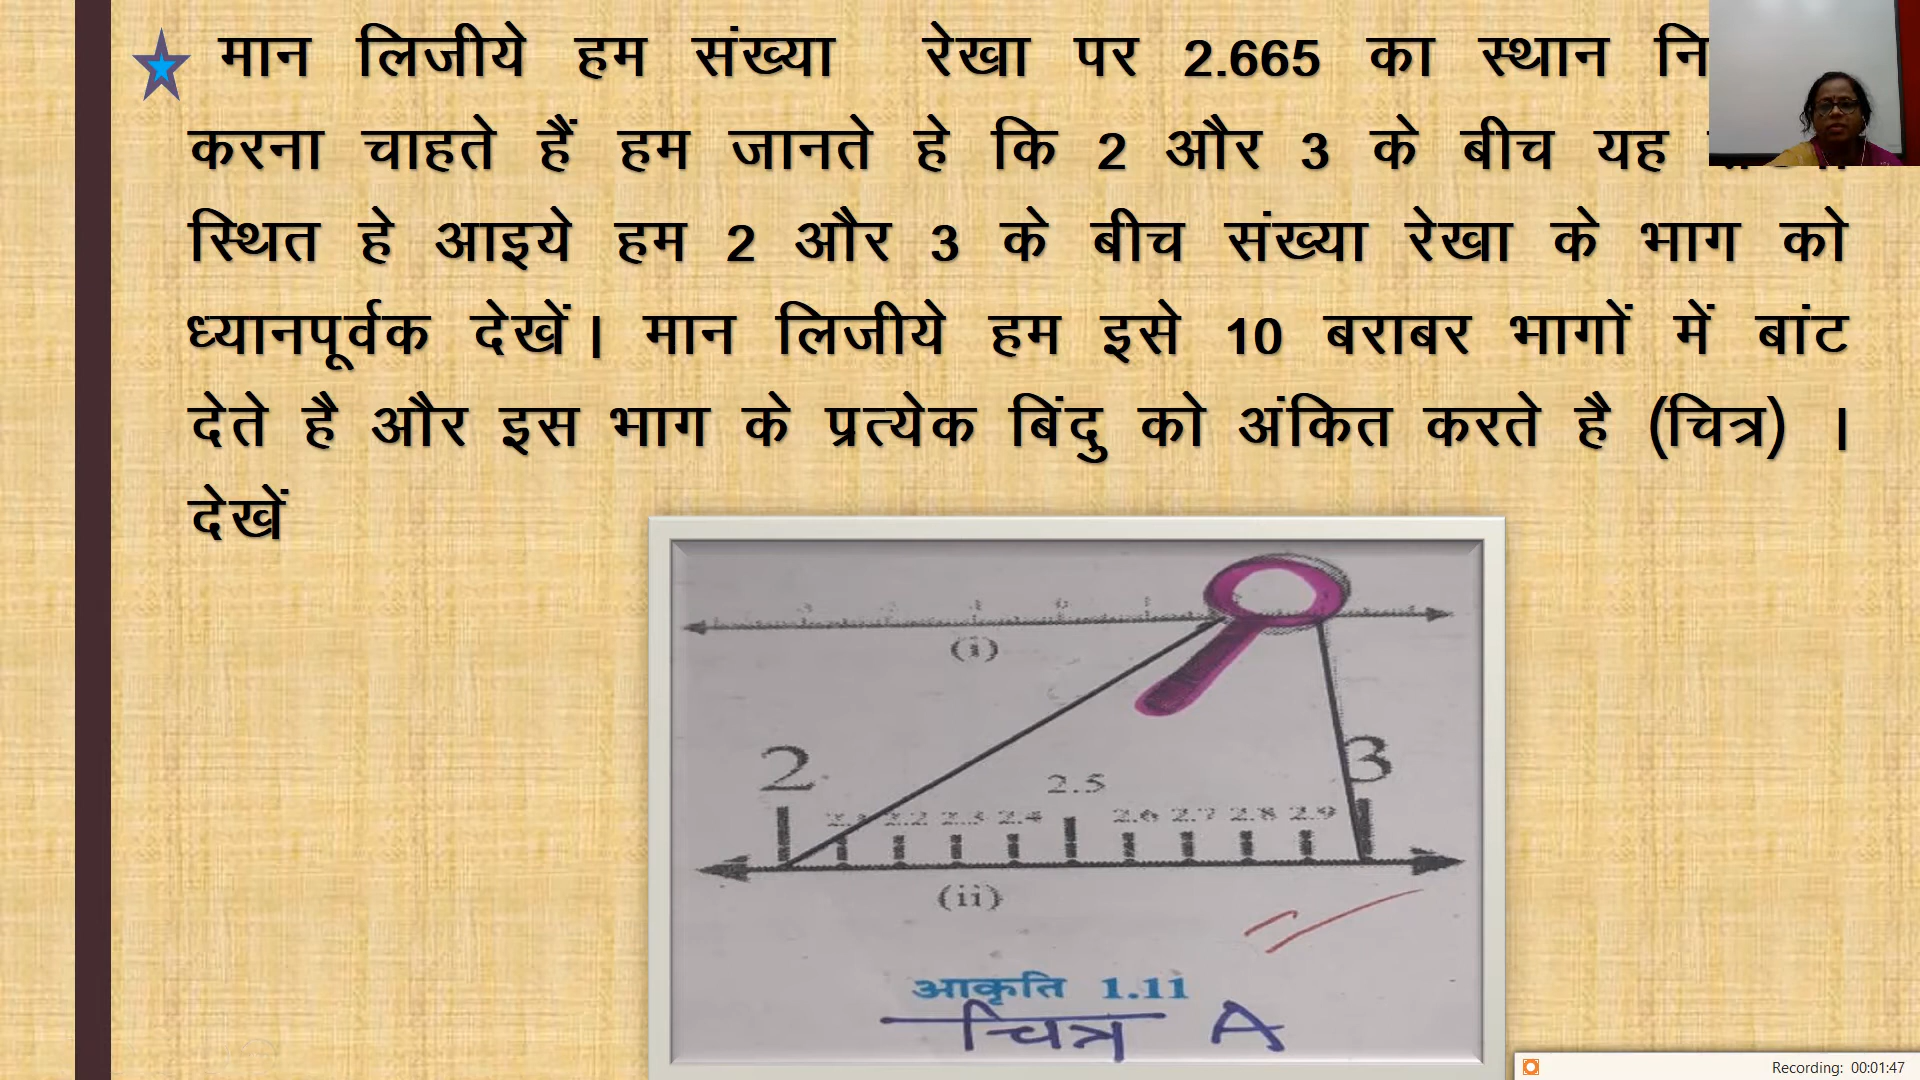 मान लिजीये हम संख्या रेखा पर 2.665 का स्थान
करना चाहते हैं हम जानते हे कि 2 और 3 के बीच यह
स्थित हे आइये हम 2 और 3 के बीच संख्या रेखा के भाग को
ध्यानपूर्वक देखें। मान लिजीये हम इसे 10 बराबर भागों में बांट
देते है और इस भाग के प्रत्येक बिंदु को अंकित करते है (चित्र) ।
देखें
(i)
2 3
2.5
2.1 2.2 2.3 2.4 2.6 2.7 2.8 2.9
(ii)
आकृति 1.11
चित्र A
Recording: 00:01:47